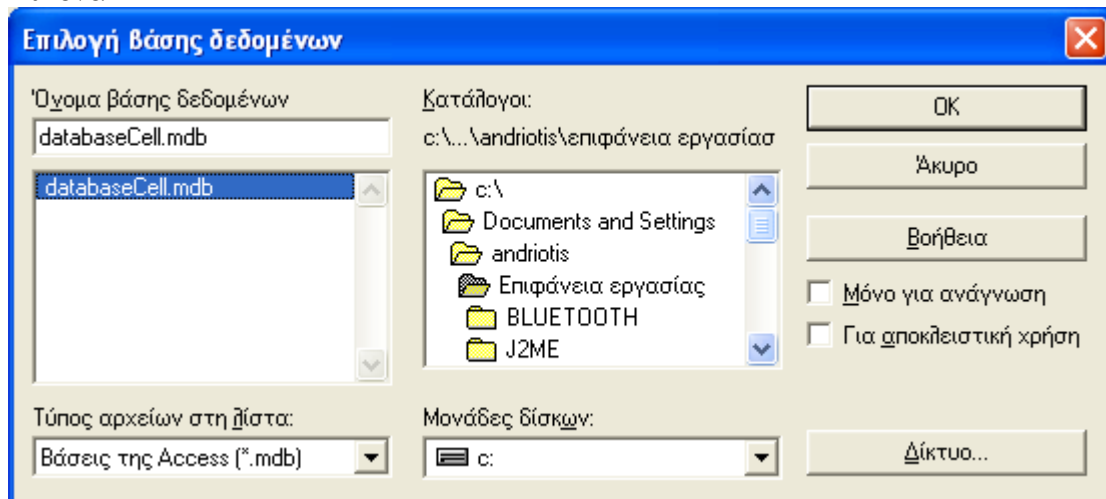 Επιλογή βάσης δεδομένων
Όνομα βάσης δεδομένων
databaseCell.mdb
databaseCell.mdb
Τύπος αρχείων στη λίστα:
Βάσεις της Access (*.mdb)
Κατάλογοι:
c:\...\andriotis\επιφάνεια εργασίασ
c:\
Documents and Settings
andriotis
Επιφάνεια εργασίας
BLUETOOTH
J2ME
Μονάδες δίσκων:
c:
OK
Άκυρο
Βοήθεια
Μόνο για ανάγνωση
Για αποκλειστική χρήση
Δίκτυο...